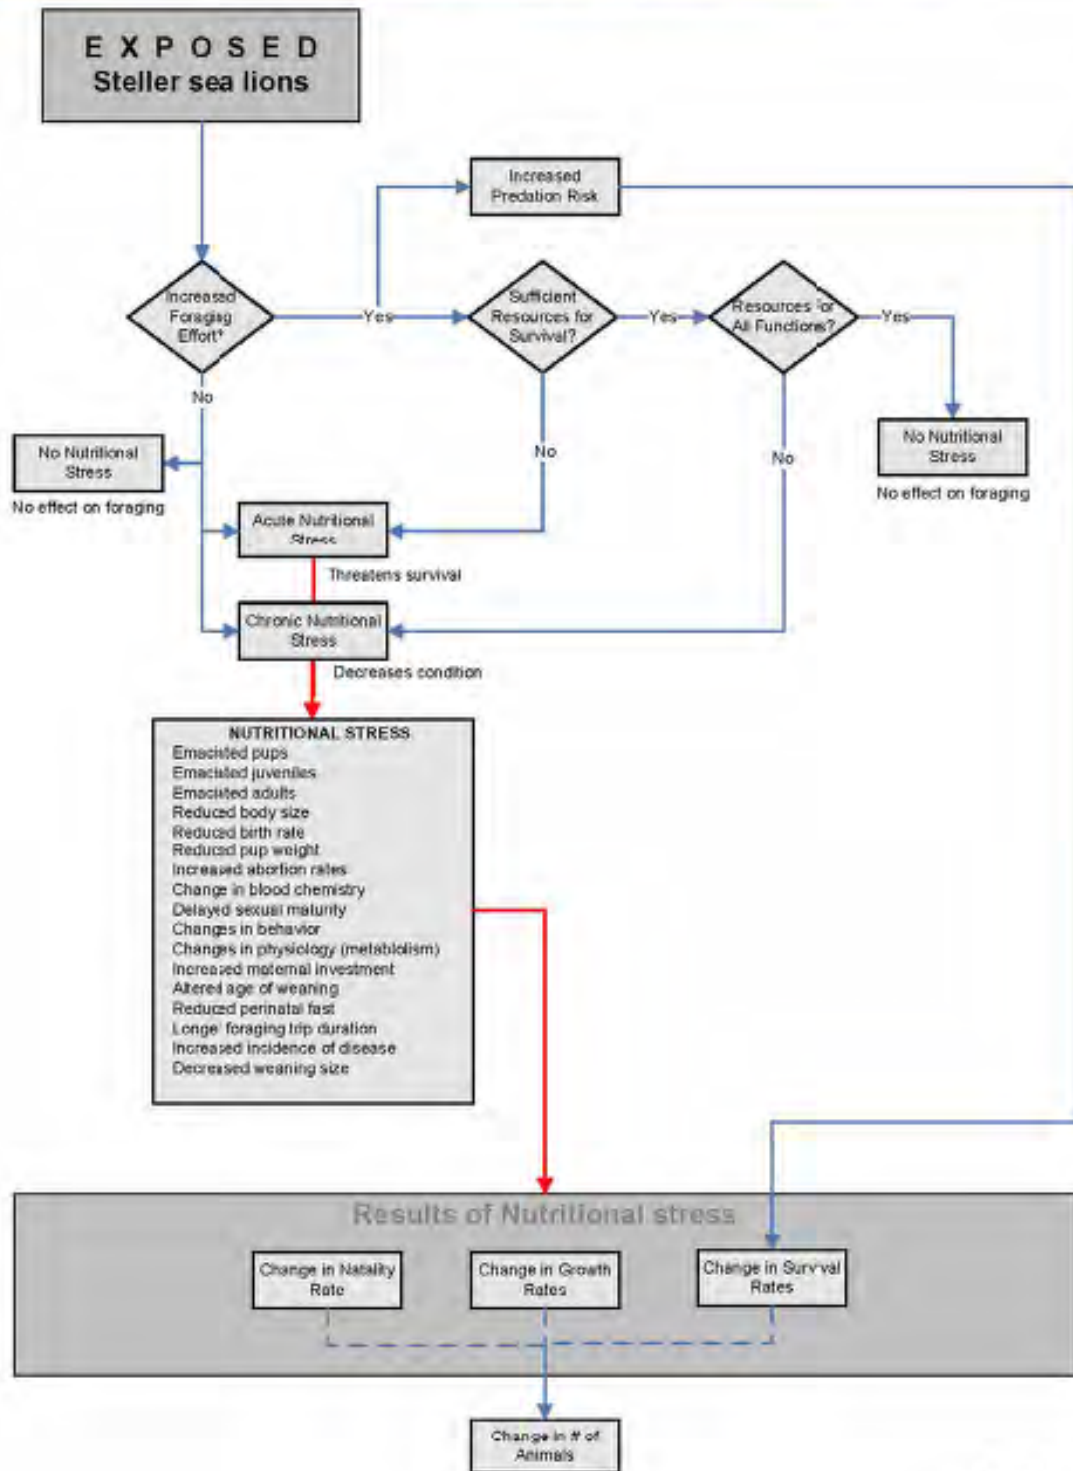 EXPOSED
Steller sea lions
Increased
Predation Risk
Increased
Foraging
Effort*
Yes
Sufficient
Resources for
Survival?
Yes
Resources for
All Functions?
Yes
No
No Nutritional
Stress
No effect on foraging
No
No
No Nutritional
Stress
No effect on foraging
Acute Nutritional
Stress
Threatens survival
Chronic Nutritional
Stress
Decreases condition
NUTRITIONAL STRESS
Emaciated pups
Emaciated juveniles
Emaciated adults
Reduced body size
Reduced birth rate
Reduced pup weight
Increased abortion rates
Change in blood chemistry
Delayed sexual maturity
Changes in behavior
Changes in physiology (metablolism)
Increased maternal investment
Altered age of weaning
Reduced perinatal fast
Longer foraging trip duration
Increased incidence of disease
Decreased weaning size
Results of Nutritional stress
Change in Natality
Rate
Change in Growth
Rates
Change in Survival
Rates
Change in # of
Animals